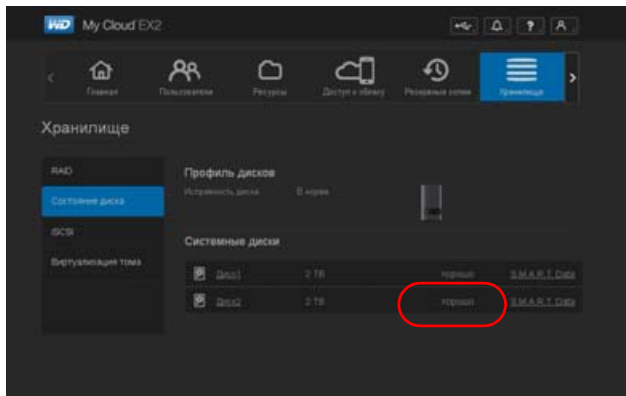 WD My Cloud EX2
?
Главная Пользователи Ресурсы Доступ к облаку Резервные копии Хранилище
Хранилище
RAID
Состояние диска
iSCSI
Виртуализация тома
Профиль дисков
Исправность диска В норме
Системные диски
Диск1 2 TB хорошо S.M.A.R.T. Data
Диск2 2 TB хорошо S.M.A.R.T. Data